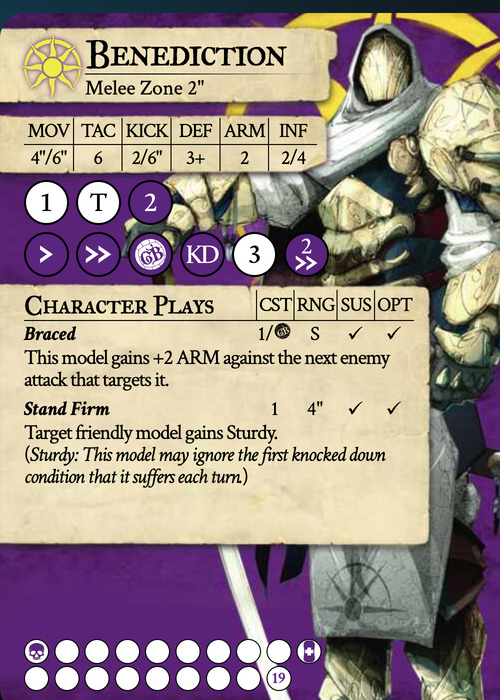 Benediction
Melee Zone 2"
MOV TAC KICK DEF ARM INF
4"/6" 6 2/6" 3+ 2 2/4
1 T 2
> >> GB KD 3 2 >>
Character Plays CST RNG SUS OPT
Braced 1/GB S ✓ ✓
This model gains +2 ARM against the next enemy
attack that targets it.
Stand Firm 1 4" ✓ ✓
Target friendly model gains Sturdy.
(Sturdy: This model may ignore the first knocked down
condition that it suffers each turn.)
19